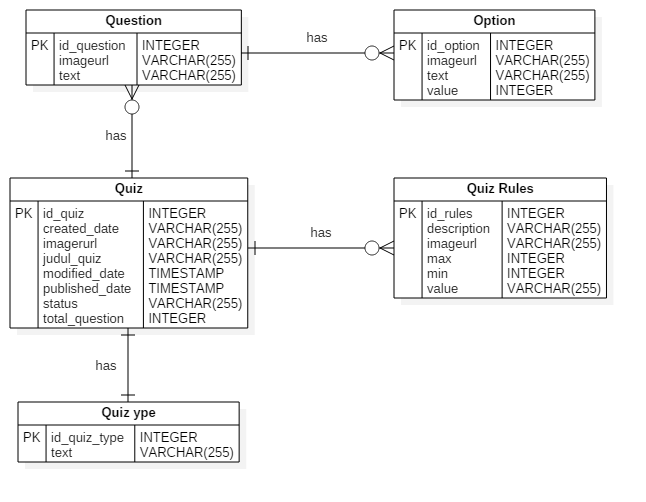 Question
PK id_question INTEGER
imageurl VARCHAR(255)
text VARCHAR(255)
has
Option
PK id_option INTEGER
imageurl VARCHAR(255)
text VARCHAR(255)
value INTEGER
has
Quiz
PK id_quiz INTEGER
created_date VARCHAR(255)
imagerurl VARCHAR(255)
judul_quiz VARCHAR(255)
modified_date TIMESTAMP
published_date TIMESTAMP
status VARCHAR(255)
total_question INTEGER
has
Quiz Rules
PK id_rules INTEGER
description VARCHAR(255)
imageurl VARCHAR(255)
max INTEGER
min INTEGER
value VARCHAR(255)
has
Quiz ype
PK id_quiz_type INTEGER
text VARCHAR(255)